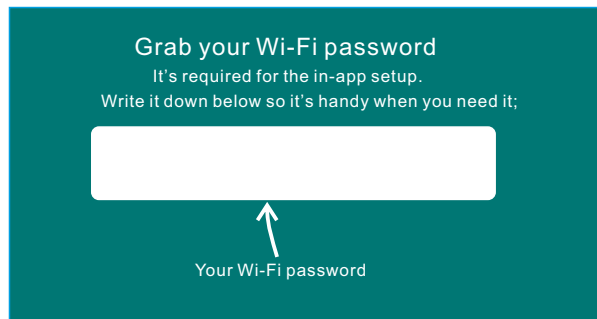 Grab your Wi-Fi password
It's required for the in-app setup.
Write it down below so it's handy when you need it;
Your Wi-Fi password